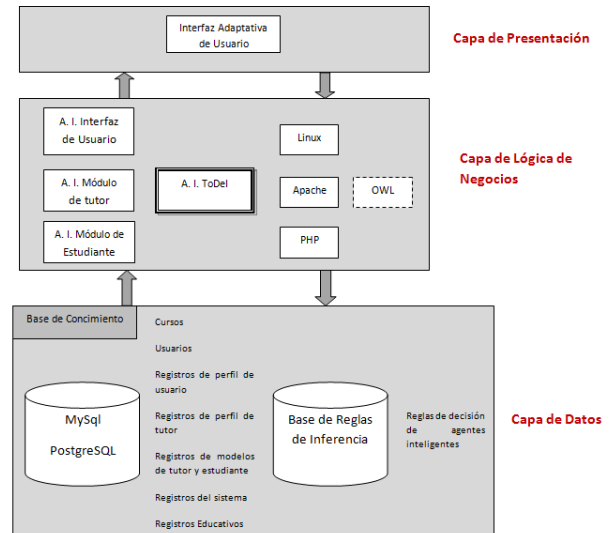 Interfaz Adaptativa
de Usuario
Capa de Presentación
A. I. Interfaz
de Usuario
Linux
Capa de Lógica de
Negocios
A. I. Módulo
de tutor
A. I. ToDel
Apache
OWL
A. I. Módulo de
Estudiante
PHP
Base de Concimiento
Cursos
Usuarios
Registros de perfil de
usuario
MySql
PostgreSQL
Registros de perfil de
tutor
Registros de modelos
de tutor y estudiante
Registros del sistema
Registros Educativos
Base de Reglas
de Inferencia
Reglas de decisión
de agentes
inteligentes
Capa de Datos